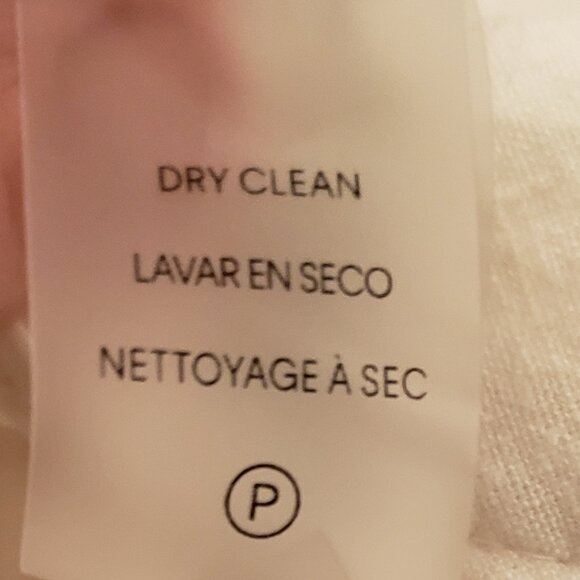 DRY CLEAN
LAVAR EN SECO
NETTOYAGE À SEC
P